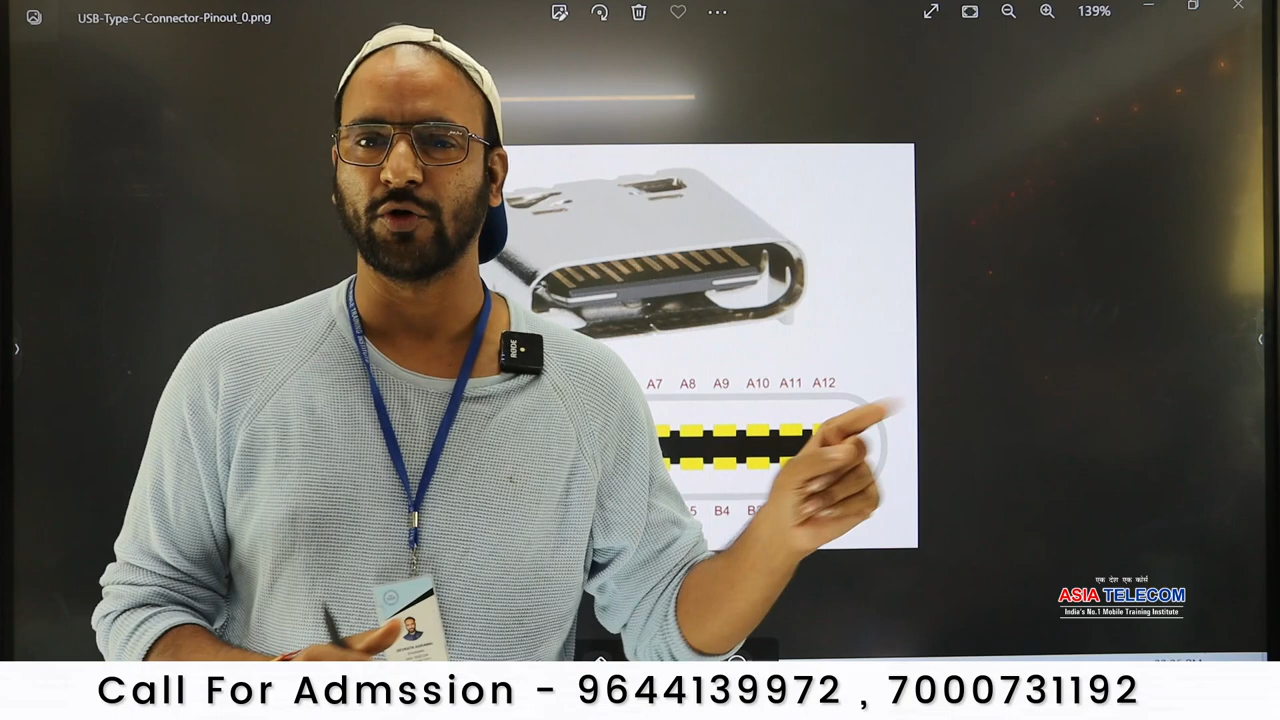 USB-Type-C-Connector-Pinout_0.png
139%
RODE
A7 A8 A9 A10 A11 A12
B4
एक देश एक कोर्स
ASIA TELECOM
India's No.1 Mobile Training Institute
Call For Admssion - 9644139972 , 7000731192